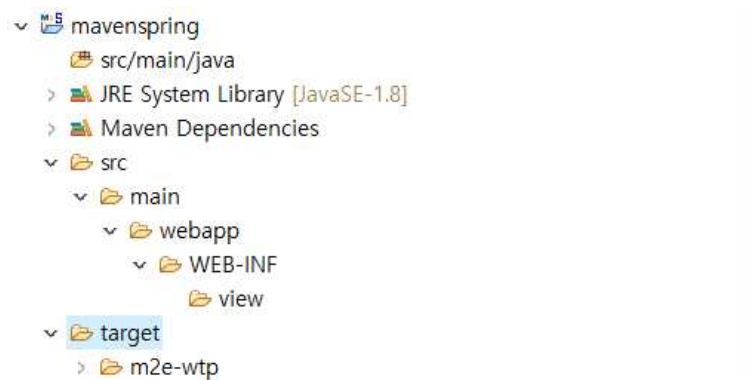 mavenspring
src/main/java
JRE System Library [JavaSE-1.8]
Maven Dependencies
src
main
webapp
WEB-INF
view
target
m2e-wtp